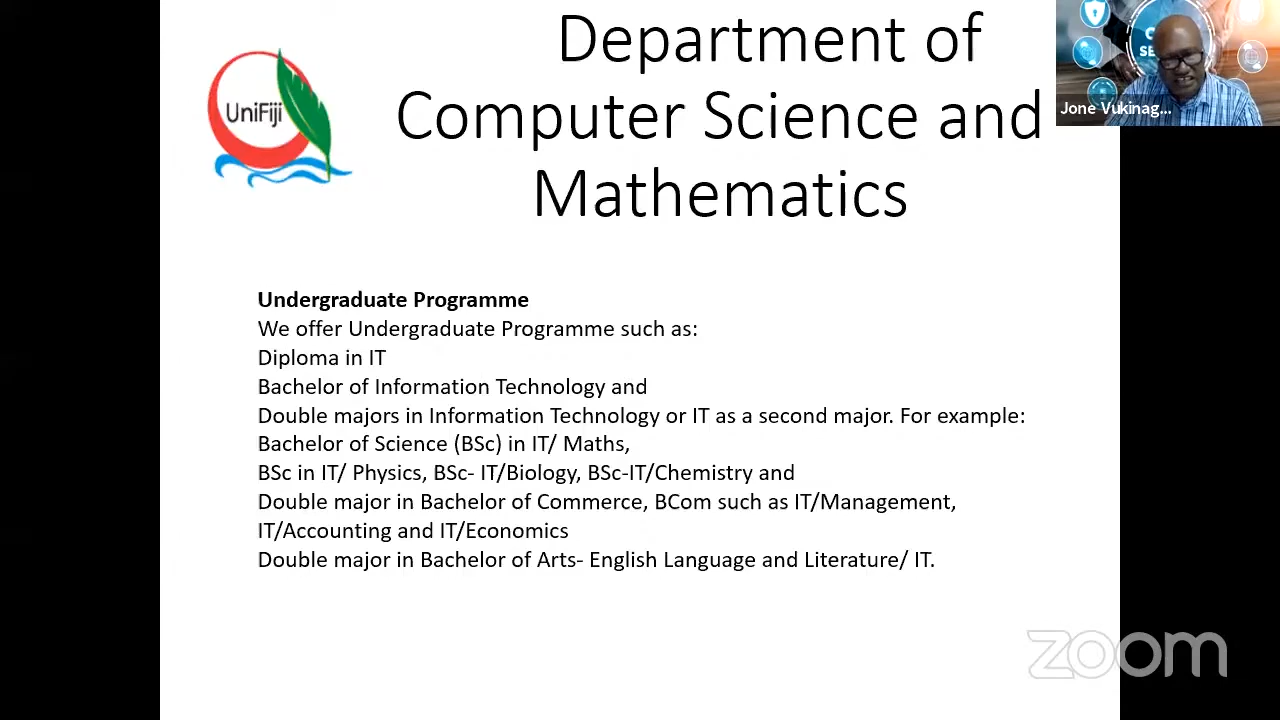 Department of
Computer Science and
Mathematics
UniFiji
Jone Vukinag...
Undergraduate Programme
We offer Undergraduate Programme such as:
Diploma in IT
Bachelor of Information Technology and
Double majors in Information Technology or IT as a second major. For example:
Bachelor of Science (BSc) in IT/ Maths,
BSc in IT/ Physics, BSc- IT/Biology, BSc-IT/Chemistry and
Double major in Bachelor of Commerce, BCom such as IT/Management,
IT/Accounting and IT/Economics
Double major in Bachelor of Arts- English Language and Literature/ IT.
zoom